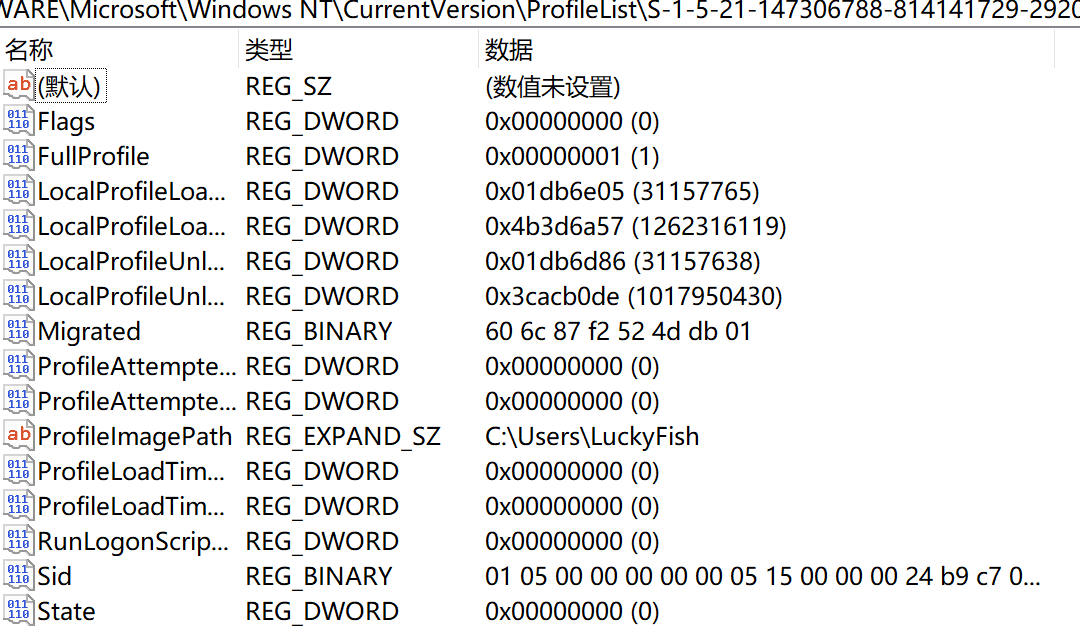 WARE\Microsoft\Windows NT\CurrentVersion\ProfileList\S-1-5-21-147306788-814141729-2920
名称 类型 数据
(默认) REG_SZ (数值未设置)
Flags REG_DWORD 0x00000000 (0)
FullProfile REG_DWORD 0x00000001 (1)
LocalProfileLoa... REG_DWORD 0x01db6e05 (31157765)
LocalProfileLoa... REG_DWORD 0x4b3d6a57 (1262316119)
LocalProfileUnl... REG_DWORD 0x01db6d86 (31157638)
LocalProfileUnl... REG_DWORD 0x3cacb0de (1017950430)
Migrated REG_BINARY 60 6c 87 f2 52 4d db 01
ProfileAttempte... REG_DWORD 0x00000000 (0)
ProfileAttempte... REG_DWORD 0x00000000 (0)
ProfileImagePath REG_EXPAND_SZ C:\Users\LuckyFish
ProfileLoadTim... REG_DWORD 0x00000000 (0)
ProfileLoadTim... REG_DWORD 0x00000000 (0)
RunLogonScrip... REG_DWORD 0x00000000 (0)
Sid REG_BINARY 01 05 00 00 00 00 00 05 15 00 00 00 24 b9 c7 0...
State REG_DWORD 0x00000000 (0)